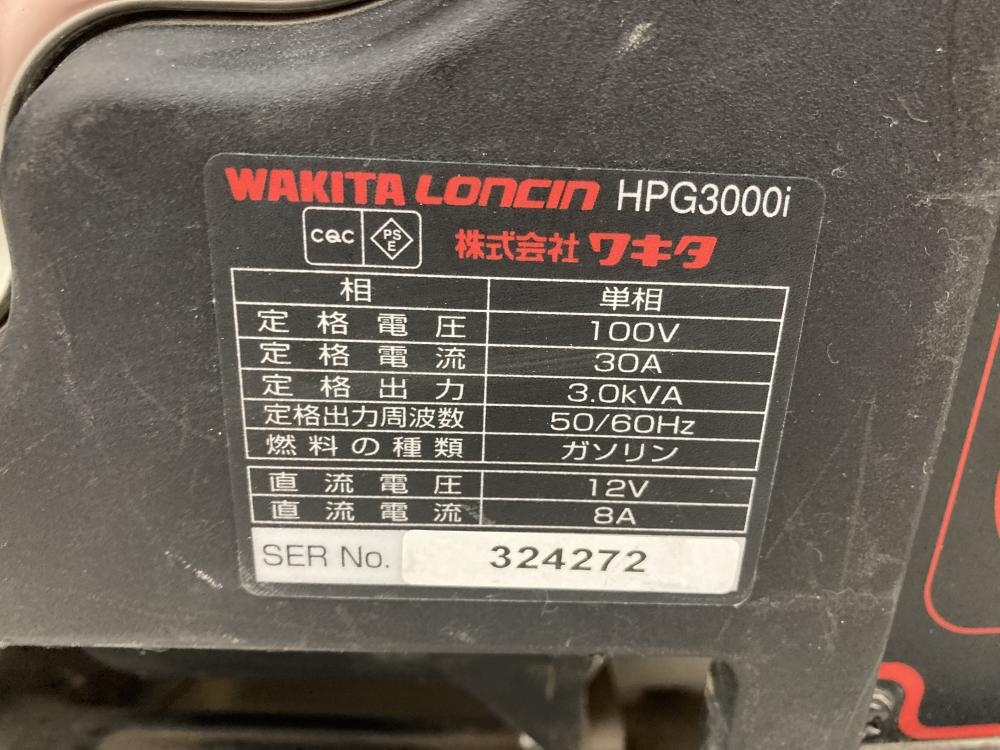 WAKITA LONCIN HPG3000i
CQC PSE 株式会社 ワキタ
相 単相
定格電圧 100V
定格電流 30A
定格出力 3.0kVA
定格出力周波数 50/60Hz
燃料の種類 ガソリン
直流電圧 12V
直流電流 8A
SER No. 324272